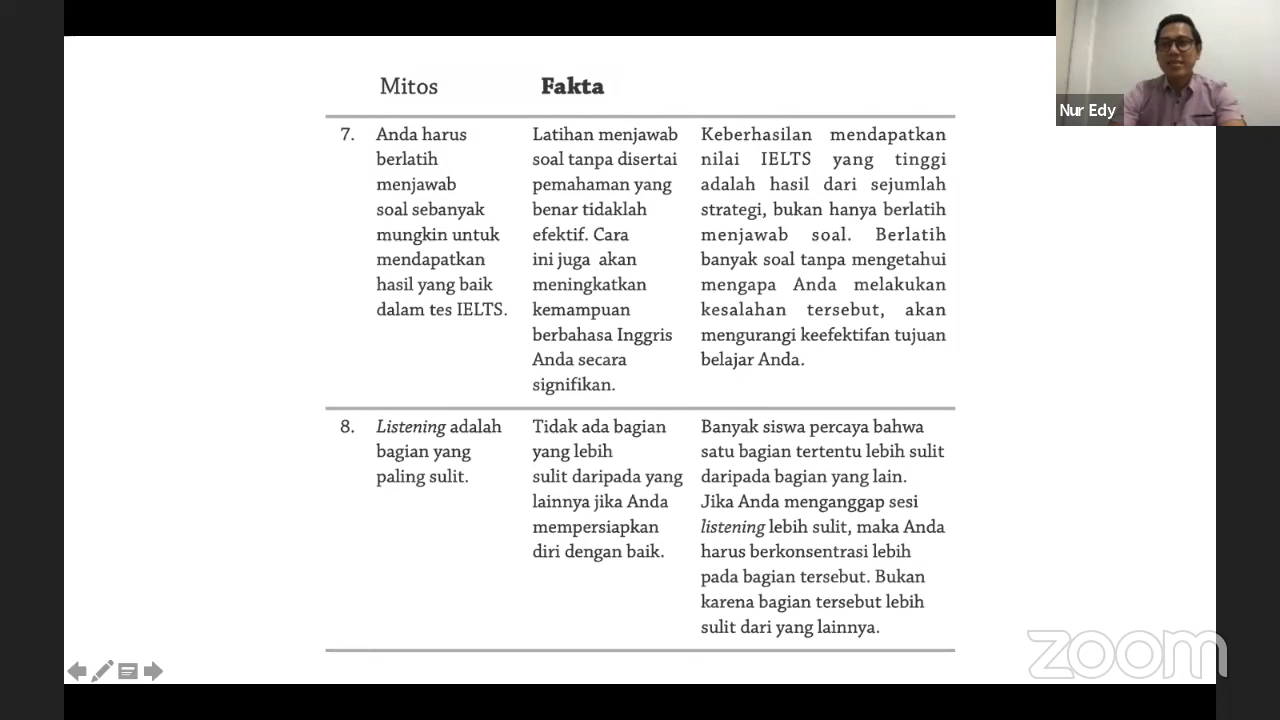 Mitos
Fakta
7.
Anda harus
berlatih
menjawab
soal sebanyak
mungkin untuk
mendapatkan
hasil yang baik
dalam tes IELTS.
Latihan menjawab
soal tanpa disertai
pemahaman yang
benar tidaklah
efektif. Cara
ini juga akan
meningkatkan
kemampuan
berbahasa Inggris
Anda secara
signifikan.
Keberhasilan mendapatkan
nilai IELTS yang tinggi
adalah hasil dari sejumlah
strategi, bukan hanya berlatih
menjawab soal. Berlatih
banyak soal tanpa mengetahui
mengapa Anda melakukan
kesalahan tersebut, akan
mengurangi keefektifan tujuan
belajar Anda.
8.
Listening adalah
bagian yang
paling sulit.
Tidak ada bagian
yang lebih
sulit daripada yang
lainnya jika Anda
mempersiapkan
diri dengan baik.
Banyak siswa percaya bahwa
satu bagian tertentu lebih sulit
daripada bagian yang lain.
Jika Anda menganggap sesi
listening lebih sulit, maka Anda
harus berkonsentrasi lebih
pada bagian tersebut. Bukan
karena bagian tersebut lebih
sulit dari yang lainnya.
Nur Edy
zoom